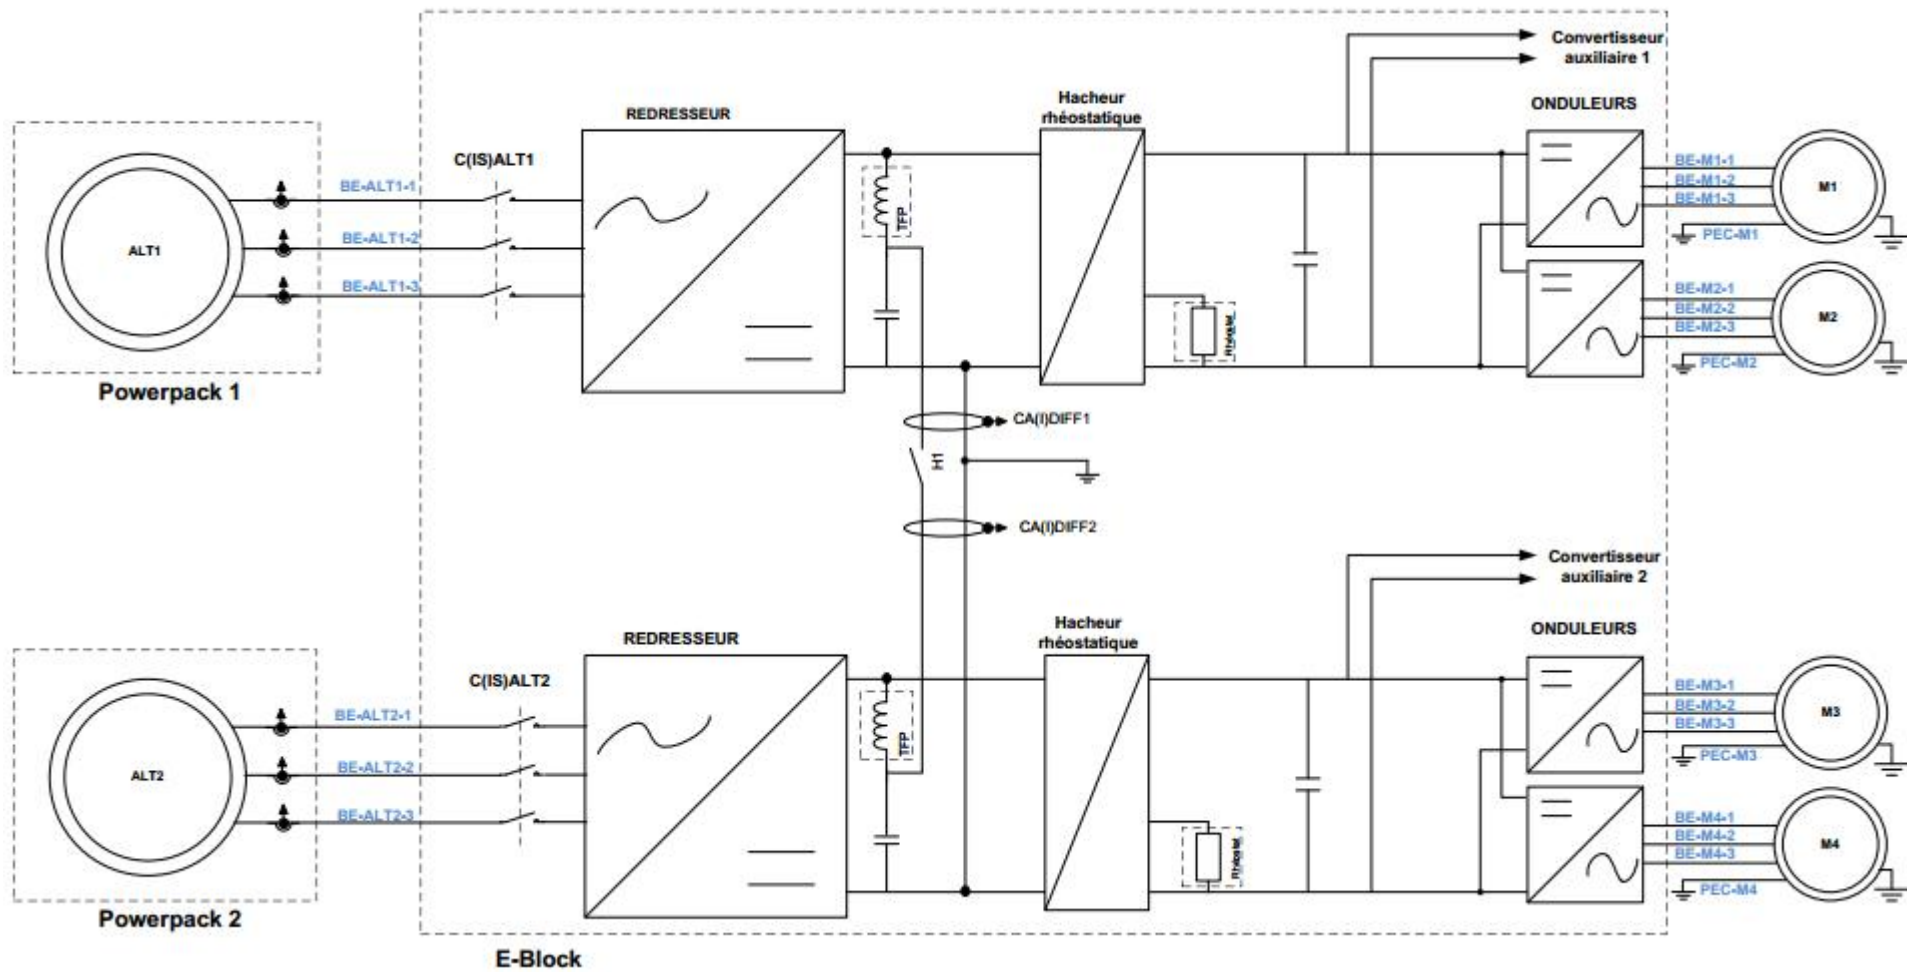 Convertisseur
auxiliaire 1
Hacheur
rhéostatique
ONDULEURS
REDRESSEUR
C(IS)ALT1
BE-ALT1-1
BE-ALT1-2
BE-ALT1-3
ALT1
Powerpack 1
TFP
Rhéostat
BE-M1-1
BE-M1-2
BE-M1-3
PEC-M1
M1
BE-M2-1
BE-M2-2
BE-M2-3
PEC-M2
M2
CA(I)DIFF1
H1
CA(I)DIFF2
Convertisseur
auxiliaire 2
Hacheur
rhéostatique
ONDULEURS
REDRESSEUR
C(IS)ALT2
BE-ALT2-1
BE-ALT2-2
BE-ALT2-3
ALT2
Powerpack 2
TFP
Rhéostat
BE-M3-1
BE-M3-2
BE-M3-3
PEC-M3
M3
BE-M4-1
BE-M4-2
BE-M4-3
PEC-M4
M4
E-Block